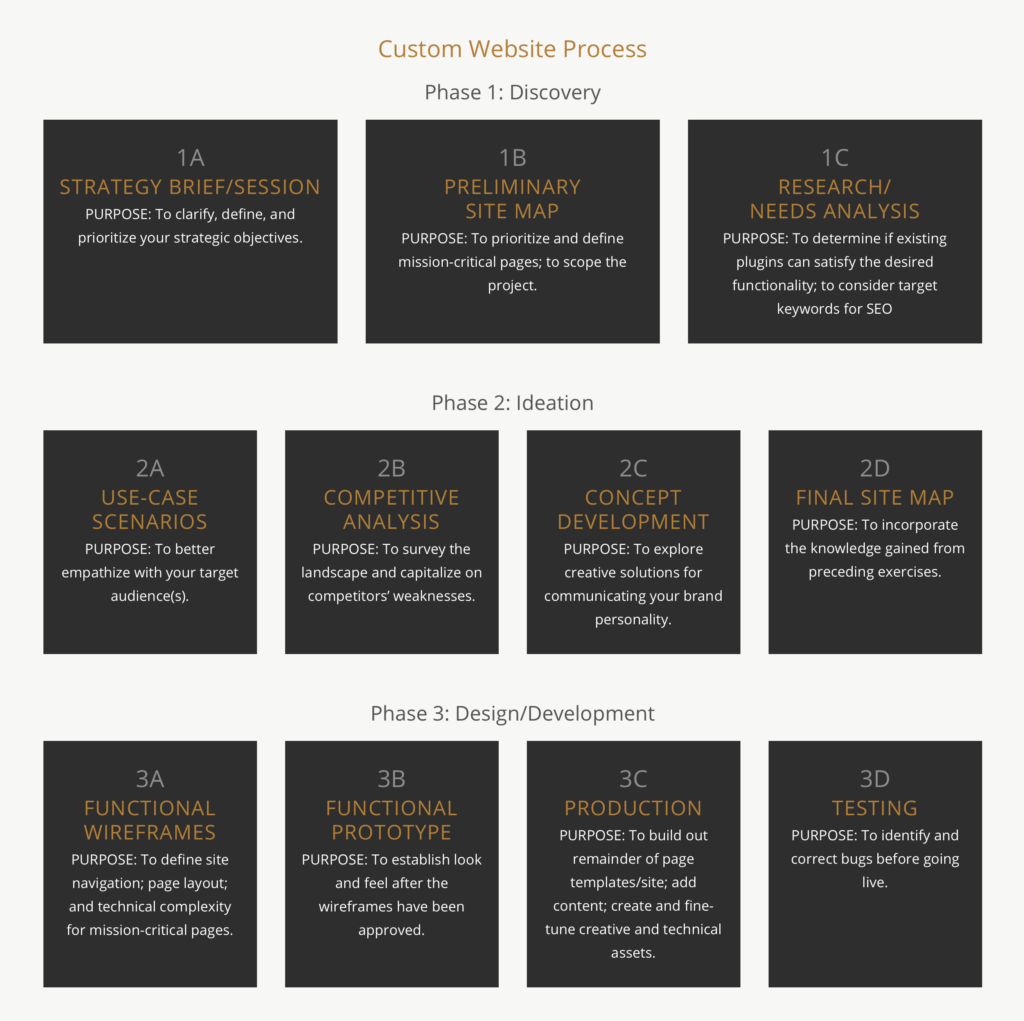 Custom Website Process
Phase 1: Discovery
1A
STRATEGY BRIEF/SESSION
PURPOSE: To clarify, define, and
prioritize your strategic objectives.
1B
PRELIMINARY
SITE MAP
PURPOSE: To prioritize and define
mission-critical pages; to scope the
project.
1C
RESEARCH/
NEEDS ANALYSIS
PURPOSE: To determine if existing
plugins can satisfy the desired
functionality; to consider target
keywords for SEO
Phase 2: Ideation
2A
USE-CASE
SCENARIOS
PURPOSE: To better
empathize with your target
audience(s).
2B
COMPETITIVE
ANALYSIS
PURPOSE: To survey the
landscape and capitalize on
competitors’ weaknesses.
2C
CONCEPT
DEVELOPMENT
PURPOSE: To explore
creative solutions for
communicating your brand
personality.
2D
FINAL SITE MAP
PURPOSE: To incorporate
the knowledge gained from
preceding exercises.
Phase 3: Design/Development
3A
FUNCTIONAL
WIREFRAMES
PURPOSE: To define site
navigation; page layout;
and technical complexity
for mission-critical pages.
3B
FUNCTIONAL
PROTOTYPE
PURPOSE: To establish look
and feel after the
wireframes have been
approved.
3C
PRODUCTION
PURPOSE: To build out
remainder of page
templates/site; add
content; create and fine-
tune creative and technical
assets.
3D
TESTING
PURPOSE: To identify and
correct bugs before going
live.